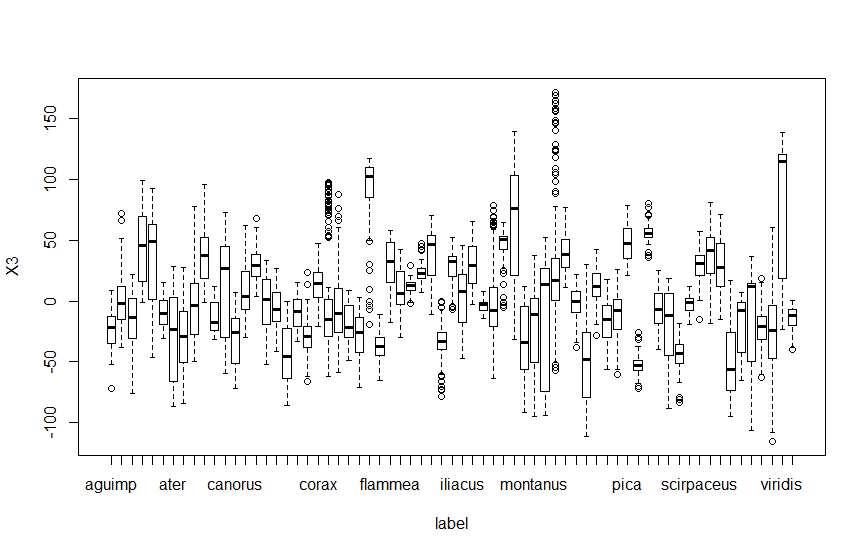 X3
150
100
50
0
-50
-100
aguimp ater canorus corax flammea iliacus montanus pica scirpaceus viridis
label